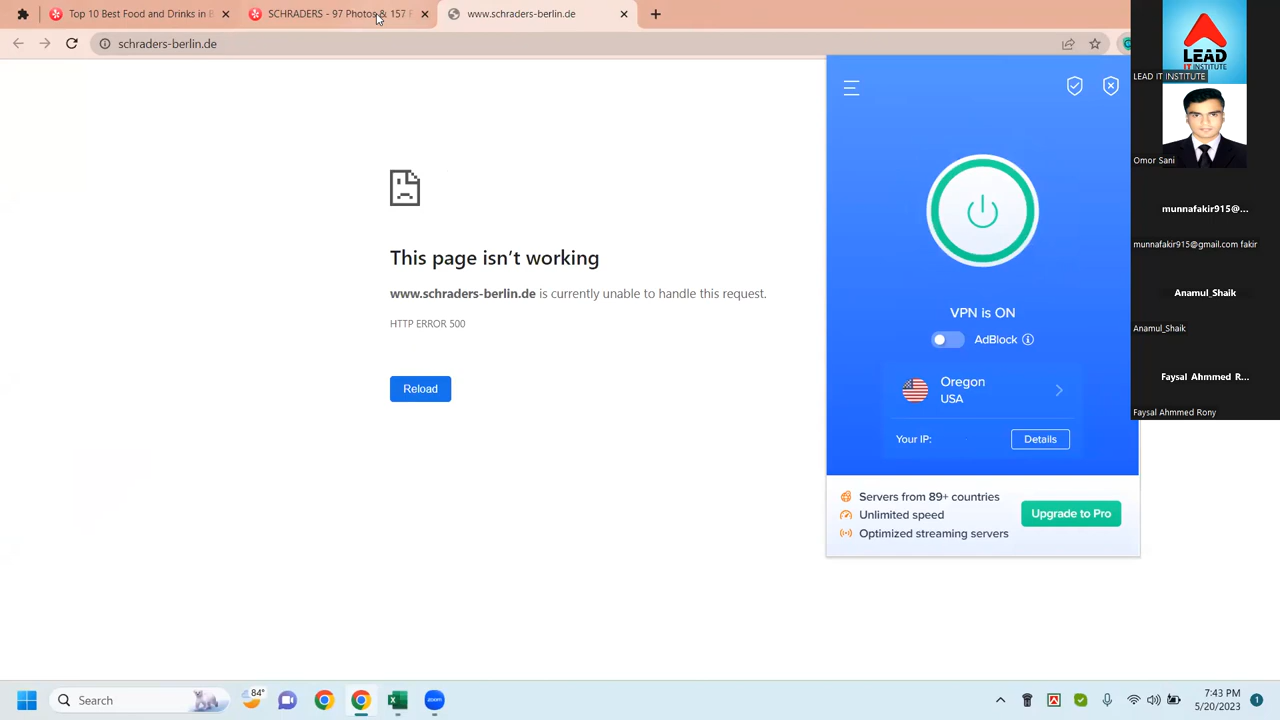 Top 10 Best Food and Drinks in B
SCHRADERS - 97 Photos & 157 F
www.schraders-berlin.de
schraders-berlin.de
This page isn’t working
www.schraders-berlin.de is currently unable to handle this request.
HTTP ERROR 500
Reload
VPN is ON
AdBlock
Oregon
USA
Your IP:
Details
Servers from 89+ countries
Unlimited speed
Optimized streaming servers
Upgrade to Pro
LEAD
IT INSTITUTE
LEAD IT INSTITUTE
Omor Sani
munnafakir915@...
munnafakir915@gmail.com fakir
Anamul_Shaik
Anamul_Shaik
Faysal Ahmmed R...
Faysal Ahmmed Rony
Search
84°
zoom
7:43 PM
5/20/2023
1